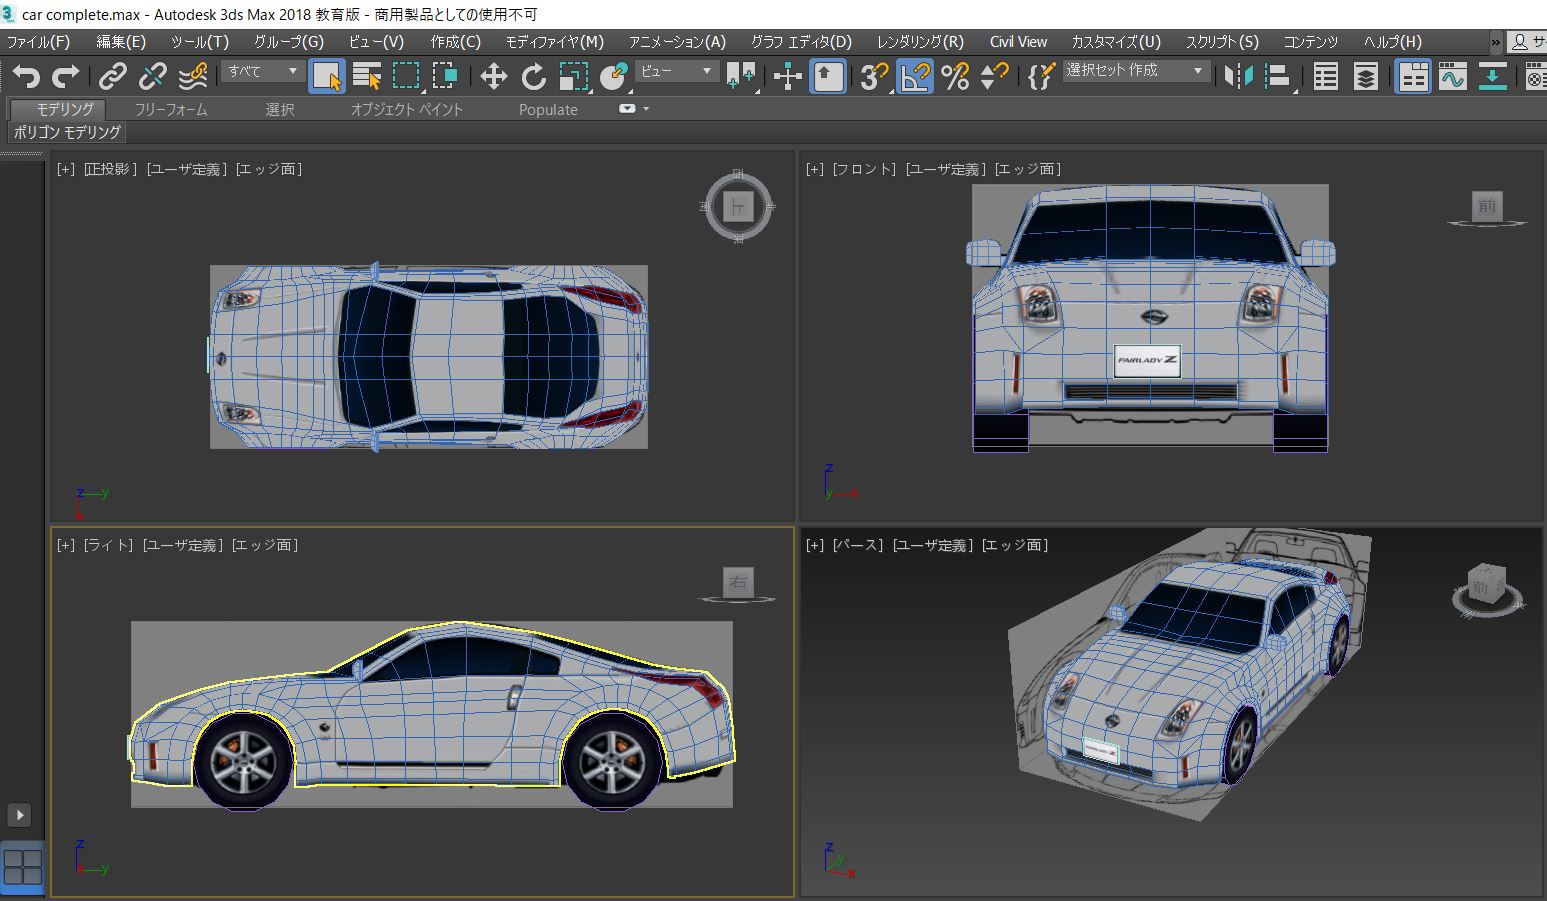 car complete.max - Autodesk 3ds Max 2018 教育版 - 商用製品としての使用不可
ファイル(F) 編集(E) ツール(T) グループ(G) ビュー(V) 作成(C) モディファイヤ(M) アニメーション(A) グラフ エディタ(D) レンダリング(R) Civil View カスタマイズ(U) スクリプト(S) コンテンツ ヘルプ(H) » サ
すべて ビュー 選択セット 作成
モデリング フリーフォーム 選択 オブジェクト ペイント Populate
ポリゴン モデリング
[+] [正投影 ] [ユーザ定義 ] [エッジ面 ]
[+] [フロント ] [ユーザ定義 ] [エッジ面 ]
上
前
FAIRLADY Z
z y x
z y x
[+] [ライト ] [ユーザ定義 ] [エッジ面 ]
[+] [パース ] [ユーザ定義 ] [エッジ面 ]
右
前
FAIRLADY Z
z x y
z y x